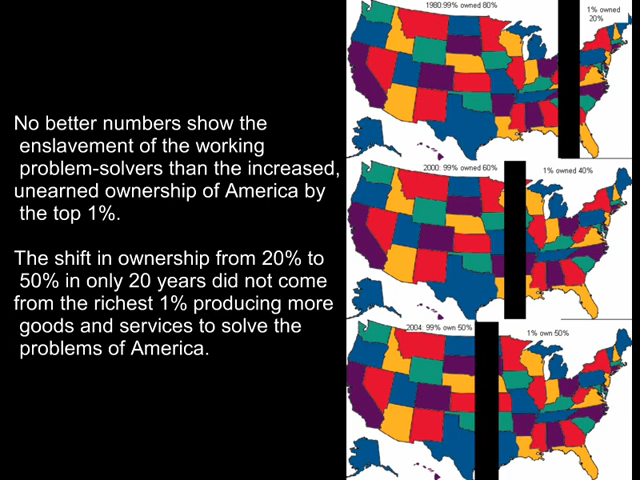 1980:99% owned 80%
1% owned
20%
No better numbers show the
enslavement of the working
problem-solvers than the increased,
unearned ownership of America by
the top 1%.
The shift in ownership from 20% to
50% in only 20 years did not come
from the richest 1% producing more
goods and services to solve the
problems of America.
2000: 99% owned 60%
1% owned 40%
2004: 99% own 50%
1% own 50%